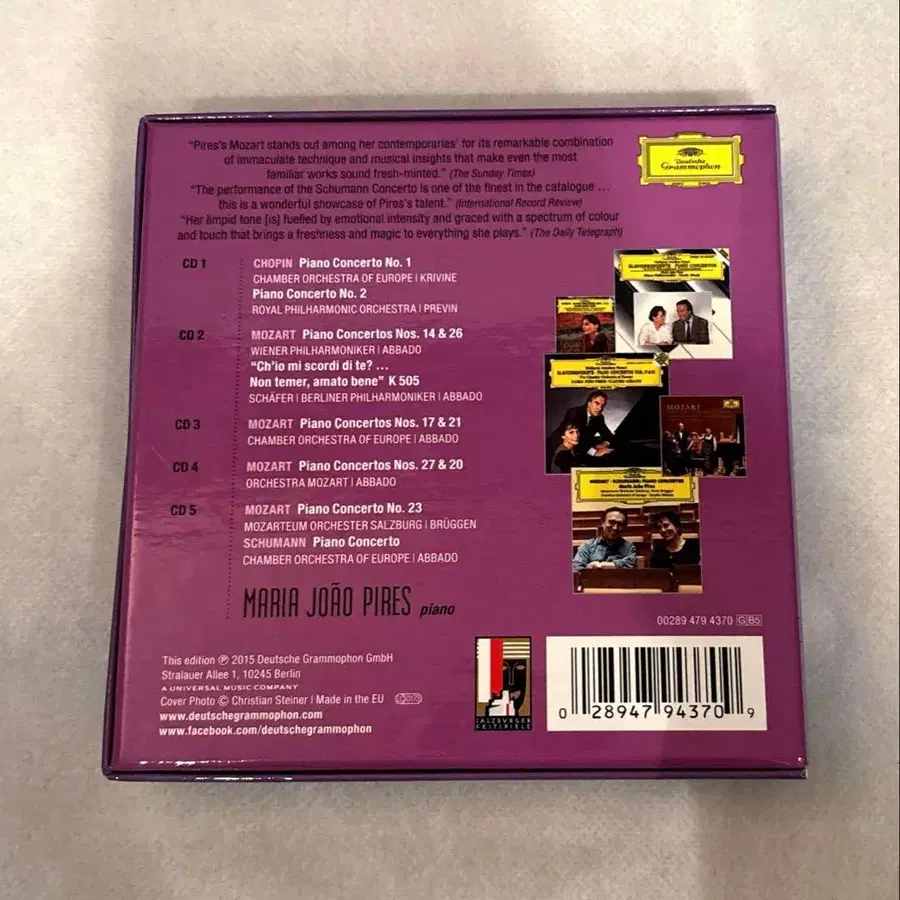 "Pires's Mozart stands out among her contemporaries' for its remarkable combination
of immaculate technique and musical insights that make even the most
familiar works sound fresh-minted." (The Sunday Times)
"The performance of the Schumann Concerto is one of the finest in the catalogue ...
this is a wonderful showcase of Pires's talent." (International Record Review)
"Her limpid tone [is] fuelled by emotional intensity and graced with a spectrum of colour
and touch that brings a freshness and magic to everything she plays." (The Daily Telegraph)
Deutsche
Grammophon
CD 1 CHOPIN Piano Concerto No. 1
CHAMBER ORCHESTRA OF EUROPE | KRIVINE
Piano Concerto No. 2
ROYAL PHILHARMONIC ORCHESTRA | PREVIN
CD 2 MOZART Piano Concertos Nos. 14 & 26
WIENER PHILHARMONIKER | ABBADO
"Ch'io mi scordi di te? ...
Non temer, amato bene" K 505
SCHÄFER | BERLINER PHILHARMONIKER | ABBADO
CD 3 MOZART Piano Concertos Nos. 17 & 21
CHAMBER ORCHESTRA OF EUROPE | ABBADO
CD 4 MOZART Piano Concertos Nos. 27 & 20
ORCHESTRA MOZART | ABBADO
CD 5 MOZART Piano Concerto No. 23
MOZARTEUM ORCHESTER SALZBURG | BRÜGGEN
SCHUMANN Piano Concerto
CHAMBER ORCHESTRA OF EUROPE | ABBADO
MARIA JOÃO PIRES piano
MOZART
00289 479 4370 GB5
This edition ℗ 2015 Deutsche Grammophon GmbH
Stralauer Allee 1, 10245 Berlin
A UNIVERSAL MUSIC COMPANY
Cover Photo © Christian Steiner | Made in the EU
www.deutschegrammophon.com
www.facebook.com/deutschegrammophon
SALZBURGER
FESTSPIELE
0 28947 94370 9